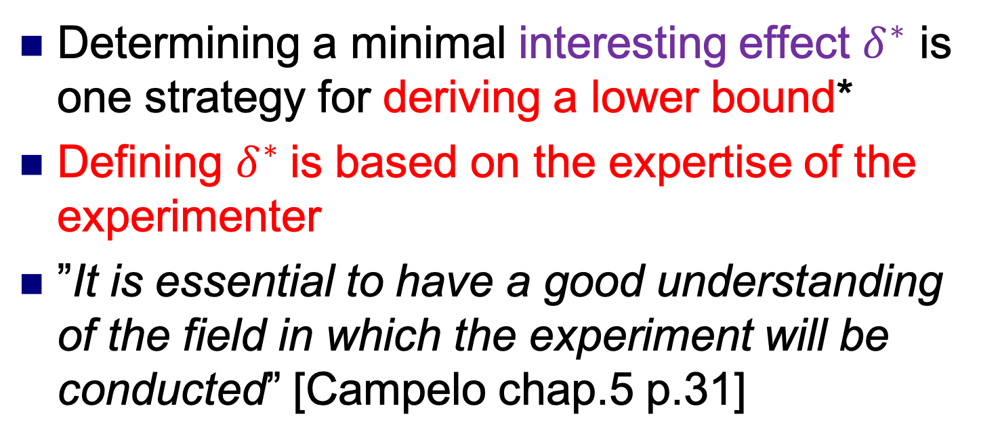 Determining a minimal interesting effect δ* is
one strategy for deriving a lower bound*
Defining δ* is based on the expertise of the
experimenter
”It is essential to have a good understanding
of the field in which the experiment will be
conducted” [Campelo chap.5 p.31]